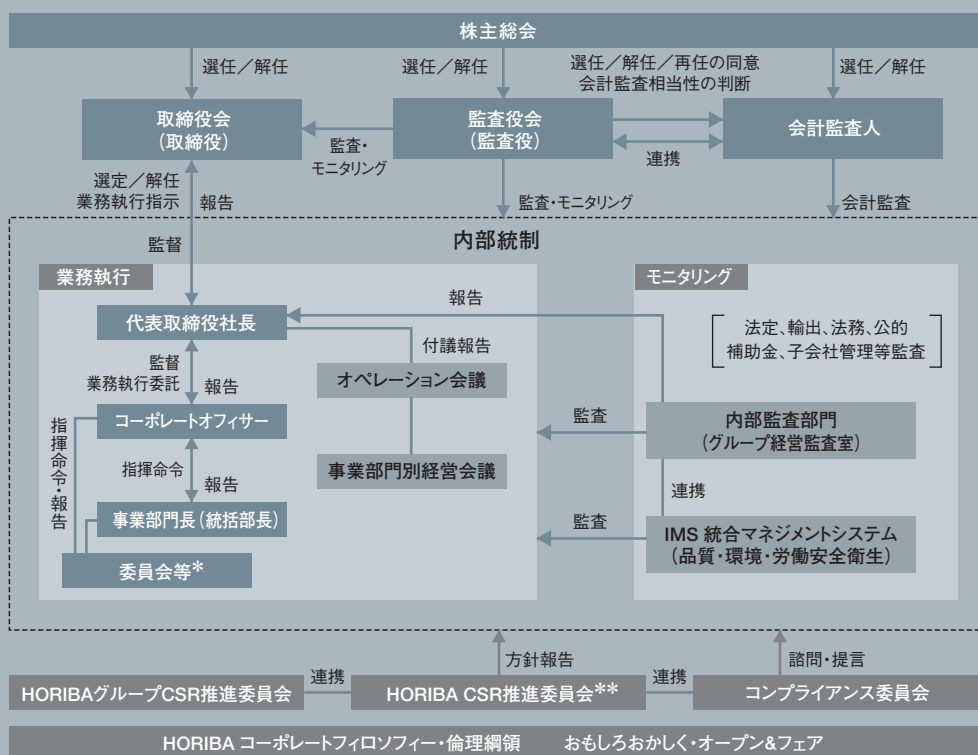 株主総会
選任／解任
選任／解任
選任／解任／再任の同意
会計監査相当性の判断
選任／解任
取締役会
（取締役）
監査・
モニタリング
監査役会
（監査役）
連携
会計監査人
選定／解任
業務執行指示
報告
監査・モニタリング
会計監査
監督
内部統制
業務執行
代表取締役社長
報告
付議報告
監督
業務執行委託
報告
オペレーション会議
コーポレートオフィサー
指揮命令・報告
指揮命令
報告
事業部門別経営会議
事業部門長（統括部長）
委員会等*
監査
監査
モニタリング
法定、輸出、法務、公的
補助金、子会社管理等監査
内部監査部門
（グループ経営監査室）
連携
IMS 統合マネジメントシステム
（品質・環境・労働安全衛生）
方針報告
諮問・提言
HORIBAグループCSR推進委員会
連携
HORIBA CSR推進委員会**
連携
コンプライアンス委員会
HORIBA コーポレートフィロソフィー・倫理綱領 おもしろおかしく・オープン&フェア